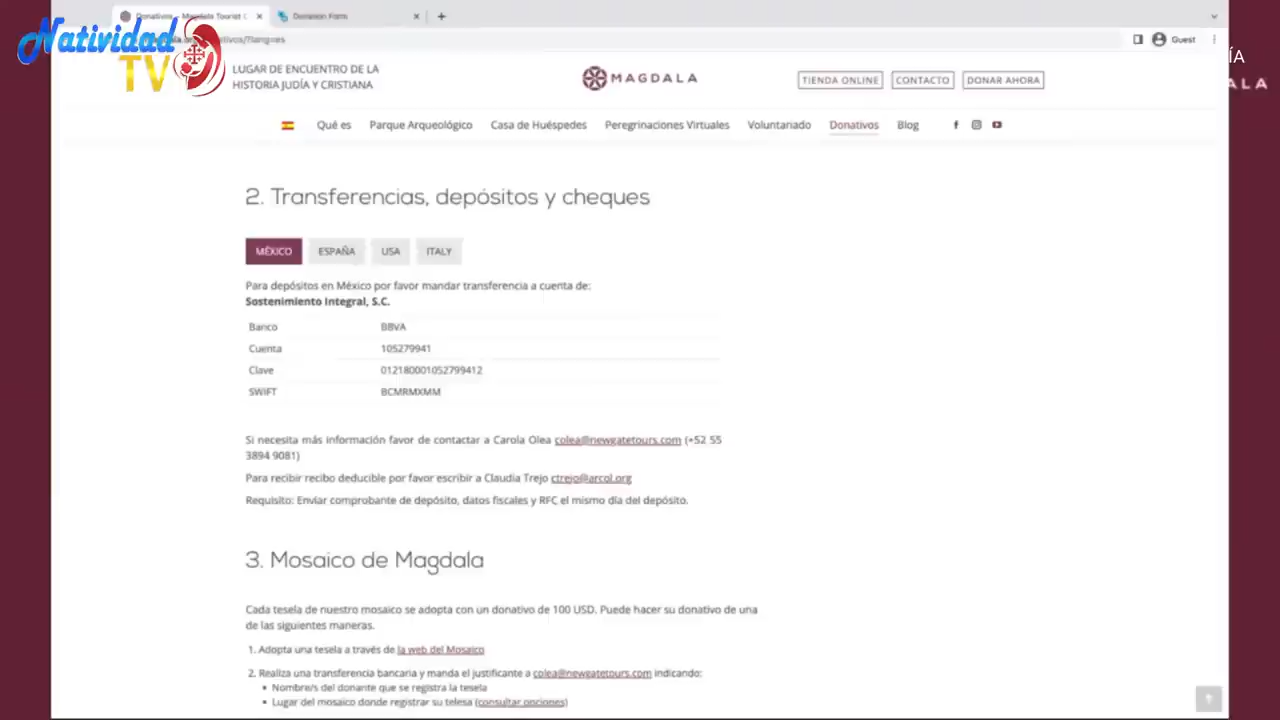 Donativos - Magdala Tourist C
Donation Form
Guest
Natividad
TV
LUGAR DE ENCUENTRO DE LA
HISTORIA JUDÍA Y CRISTIANA
MAGDALA
TIENDA ONLINE
CONTACTO
DONAR AHORA
ÍA
ALA
Qué es
Parque Arqueológico
Casa de Huéspedes
Peregrinaciones Virtuales
Voluntariado
Donativos
Blog
2. Transferencias, depósitos y cheques
MÉXICO ESPAÑA USA ITALY
Para depósitos en México por favor mandar transferencia a cuenta de:
Sostenimiento Integral, S.C.
Banco BBVA
Cuenta 105279941
Clave 012180001052799412
SWIFT BCMRMXMM
Si necesita más información favor de contactar a Carola Olea colea@newgatetours.com (+52 55
3894 9081)
Para recibir recibo deducible por favor escribir a Claudia Trejo ctrejo@arcol.org
Requisito: Enviar comprobante de depósito, datos fiscales y RFC el mismo día del depósito.
3. Mosaico de Magdala
Cada tesela de nuestro mosaico se adopta con un donativo de 100 USD. Puede hacer su donativo de una
de las siguientes maneras.
1. Adopta una tesela a través de la web del Mosaico
2. Realiza una transferencia bancaria y manda el justificante a colea@newgatetours.com indicando:
Nombre/s del donante que se registra la tesela
Lugar del mosaico donde registrar su telesa (consultar opciones)